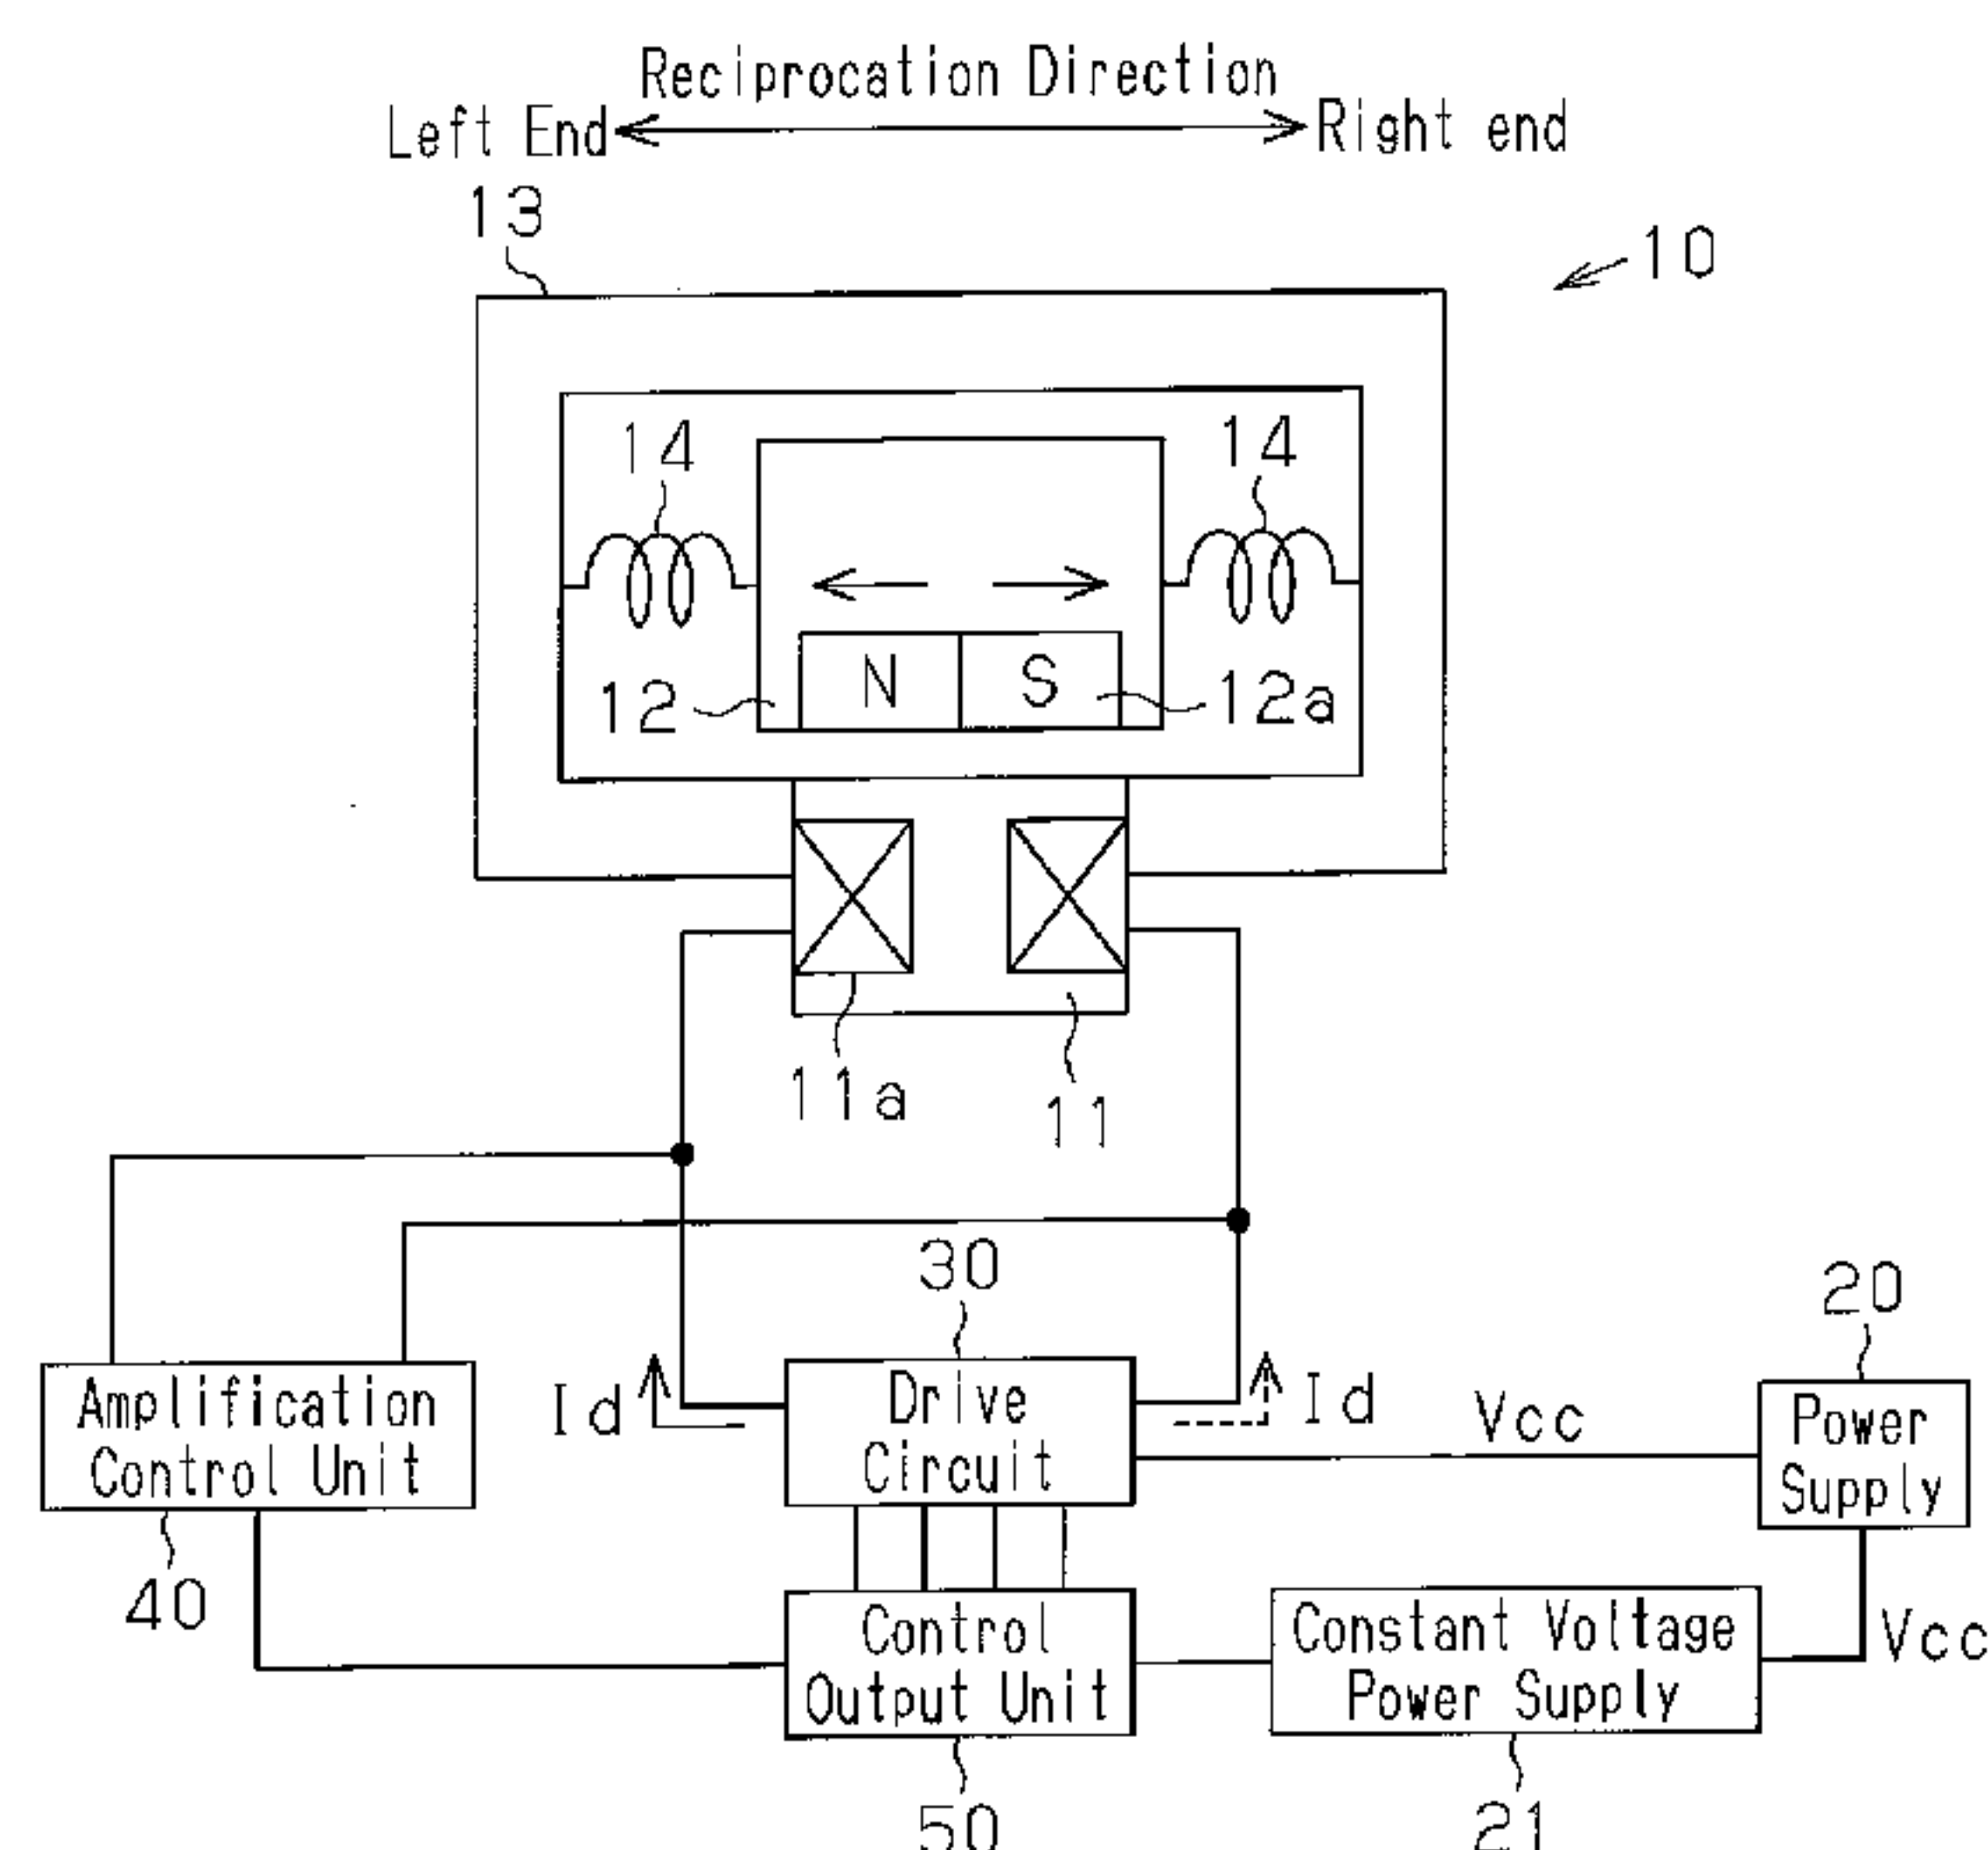 Reciprocation Direction
Left End
Right end
13
10
14
14
N
S
12
12a
11a
11
30
20
Amplification
Control Unit
Id
Drive
Circuit
Id
Vcc
Power
Supply
40
Control
Output Unit
Constant Voltage
Power Supply
Vcc
50
21